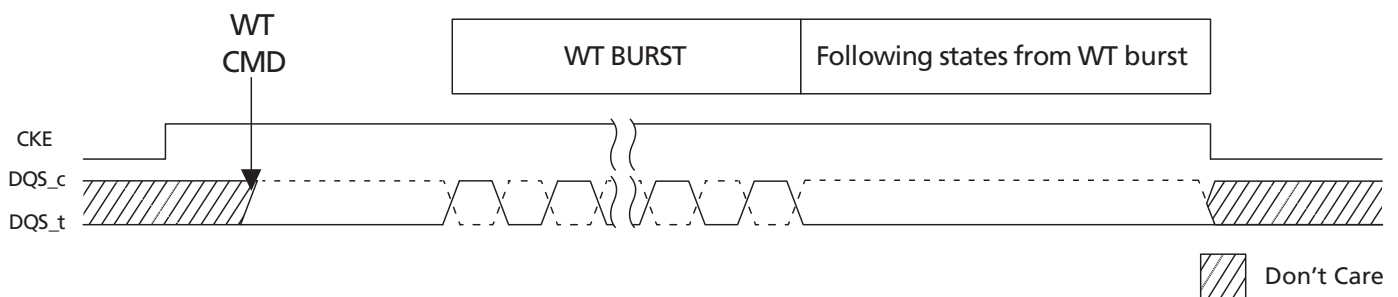 WT
CMD
WT BURST
Following states from WT burst
CKE
DQS_c
DQS_t
Don't Care